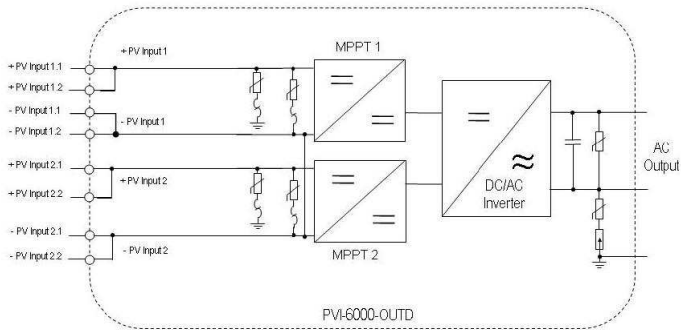 MPPT 1
+ PV Input 1
+ PV Input 1.1
+ PV Input 1.2
- PV Input 1.1
- PV Input 1
- PV Input 1.2
+ PV Input 2.1
+ PV Input 2
+ PV Input 2.2
- PV Input 2.1
- PV Input 2
- PV Input 2.2
MPPT 2
DC/AC
Inverter
AC
Output
PVI-6000-OUTD